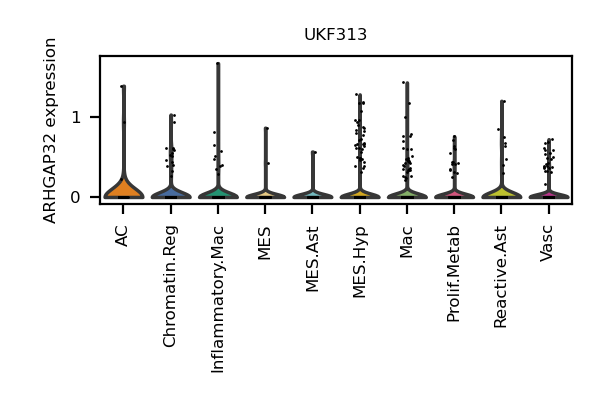 UKF313
ARHGAP32 expression
1
0
AC
Chromatin.Reg
Inflammatory.Mac
MES
MES.Ast
MES.Hyp
Mac
Prolif.Metab
Reactive.Ast
Vasc